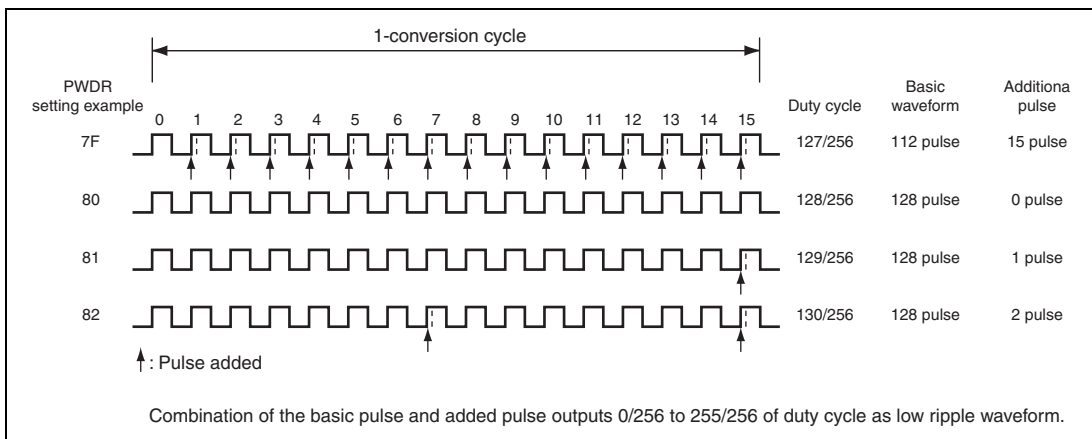 1-conversion cycle
PWDR
setting example
0 1 2 3 4 5 6 7 8 9 10 11 12 13 14 15
Duty cycle
Basic
waveform
Additiona
pulse
7F
127/256
112 pulse
15 pulse
80
128/256
128 pulse
0 pulse
81
129/256
128 pulse
1 pulse
82
130/256
128 pulse
2 pulse
: Pulse added
Combination of the basic pulse and added pulse outputs 0/256 to 255/256 of duty cycle as low ripple waveform.